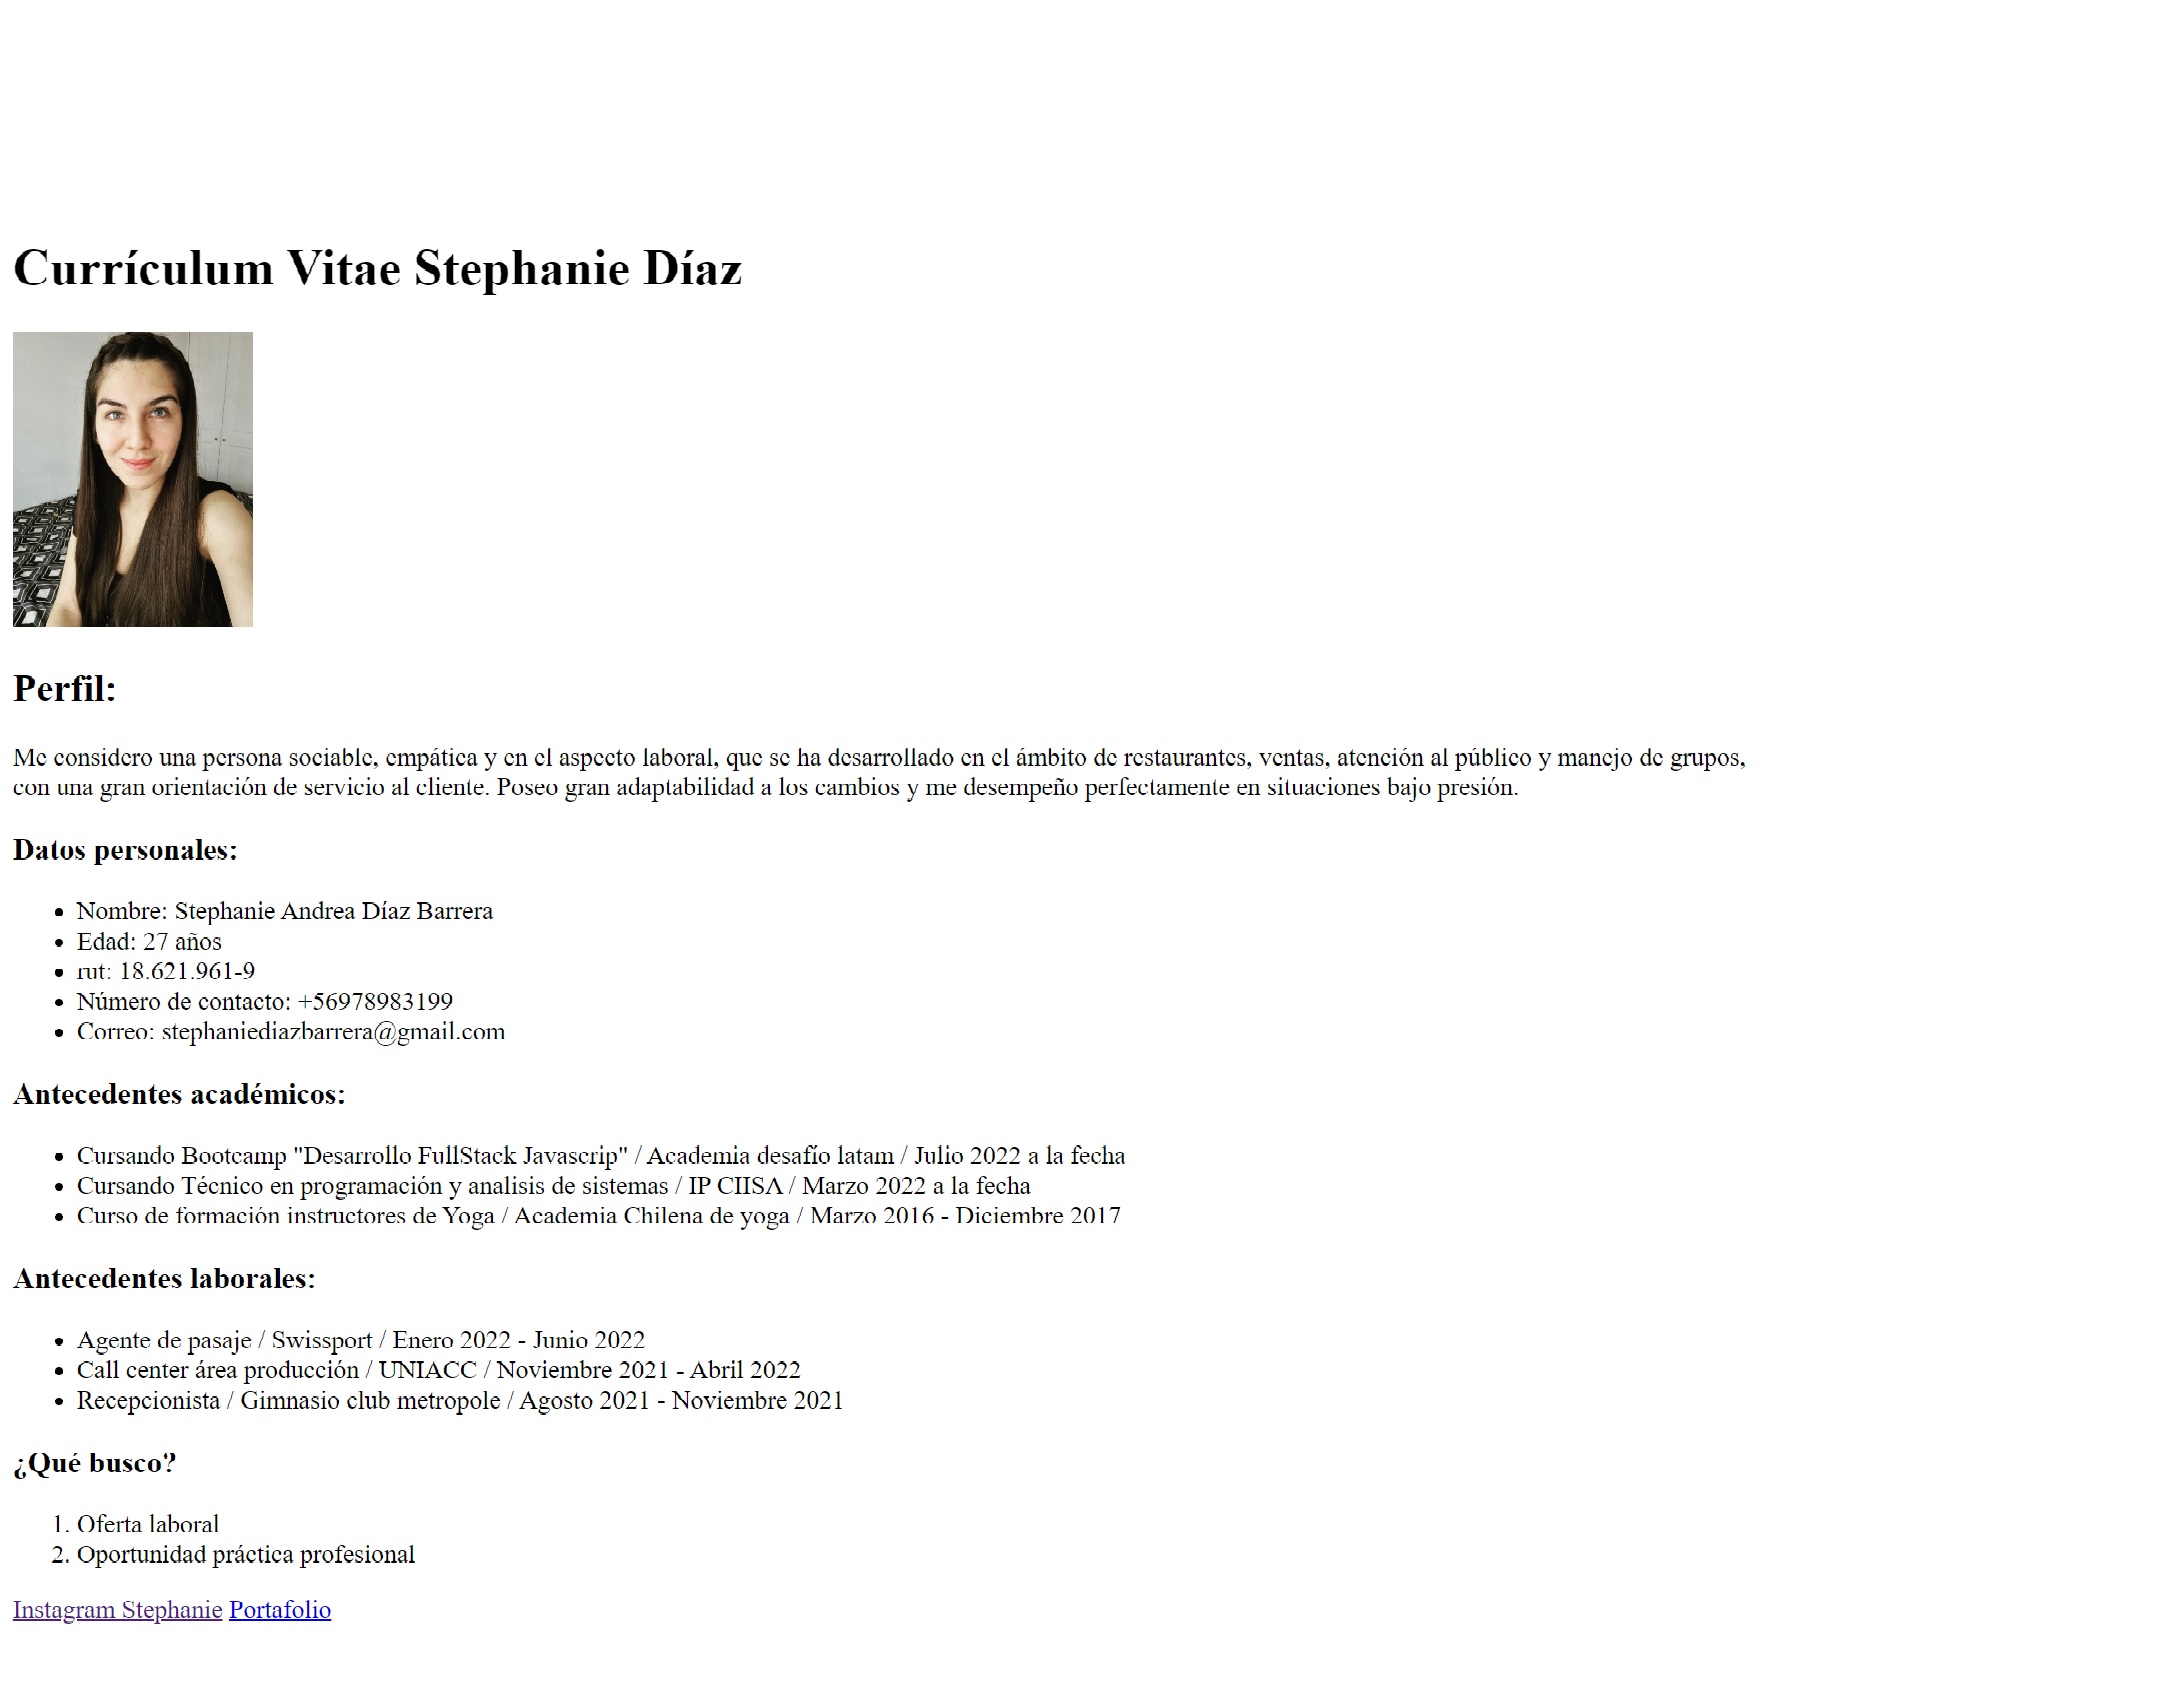 Currículum Vitae Stephanie Díaz
Perfil:
Me considero una persona sociable, empática y en el aspecto laboral, que se ha desarrollado en el ámbito de restaurantes, ventas, atención al público y manejo de grupos,
con una gran orientación de servicio al cliente. Poseo gran adaptabilidad a los cambios y me desempeño perfectamente en situaciones bajo presión.
Datos personales:
• Nombre: Stephanie Andrea Díaz Barrera
• Edad: 27 años
• rut: 18.621.961-9
• Número de contacto: +56978983199
• Correo: stephaniediazbarrera@gmail.com
Antecedentes académicos:
• Cursando Bootcamp "Desarrollo FullStack Javascrip" / Academia desafío latam / Julio 2022 a la fecha
• Cursando Técnico en programación y analisis de sistemas / IP CIISA / Marzo 2022 a la fecha
• Curso de formación instructores de Yoga / Academia Chilena de yoga / Marzo 2016 - Diciembre 2017
Antecedentes laborales:
• Agente de pasaje / Swissport / Enero 2022 - Junio 2022
• Call center área producción / UNIACC / Noviembre 2021 - Abril 2022
• Recepcionista / Gimnasio club metropole / Agosto 2021 - Noviembre 2021
¿Qué busco?
1. Oferta laboral
2. Oportunidad práctica profesional
Instagram Stephanie Portafolio